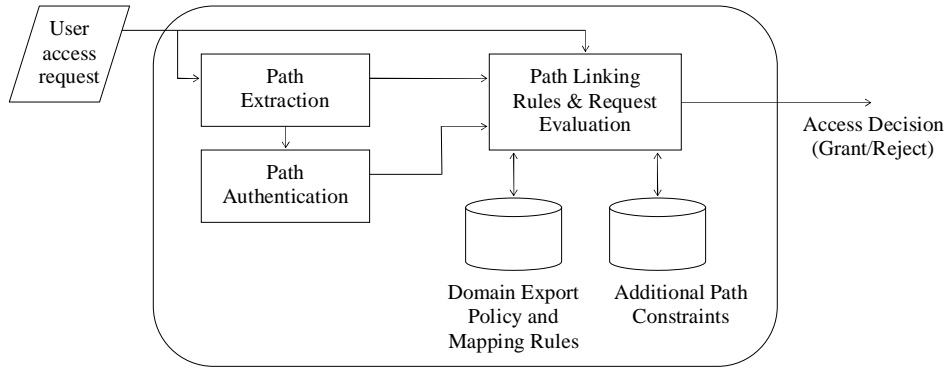 User
access
request
Path
Extraction
Path
Authentication
Path Linking
Rules & Request
Evaluation
Access Decision
(Grant/Reject)
Domain Export
Policy and
Mapping Rules
Additional Path
Constraints